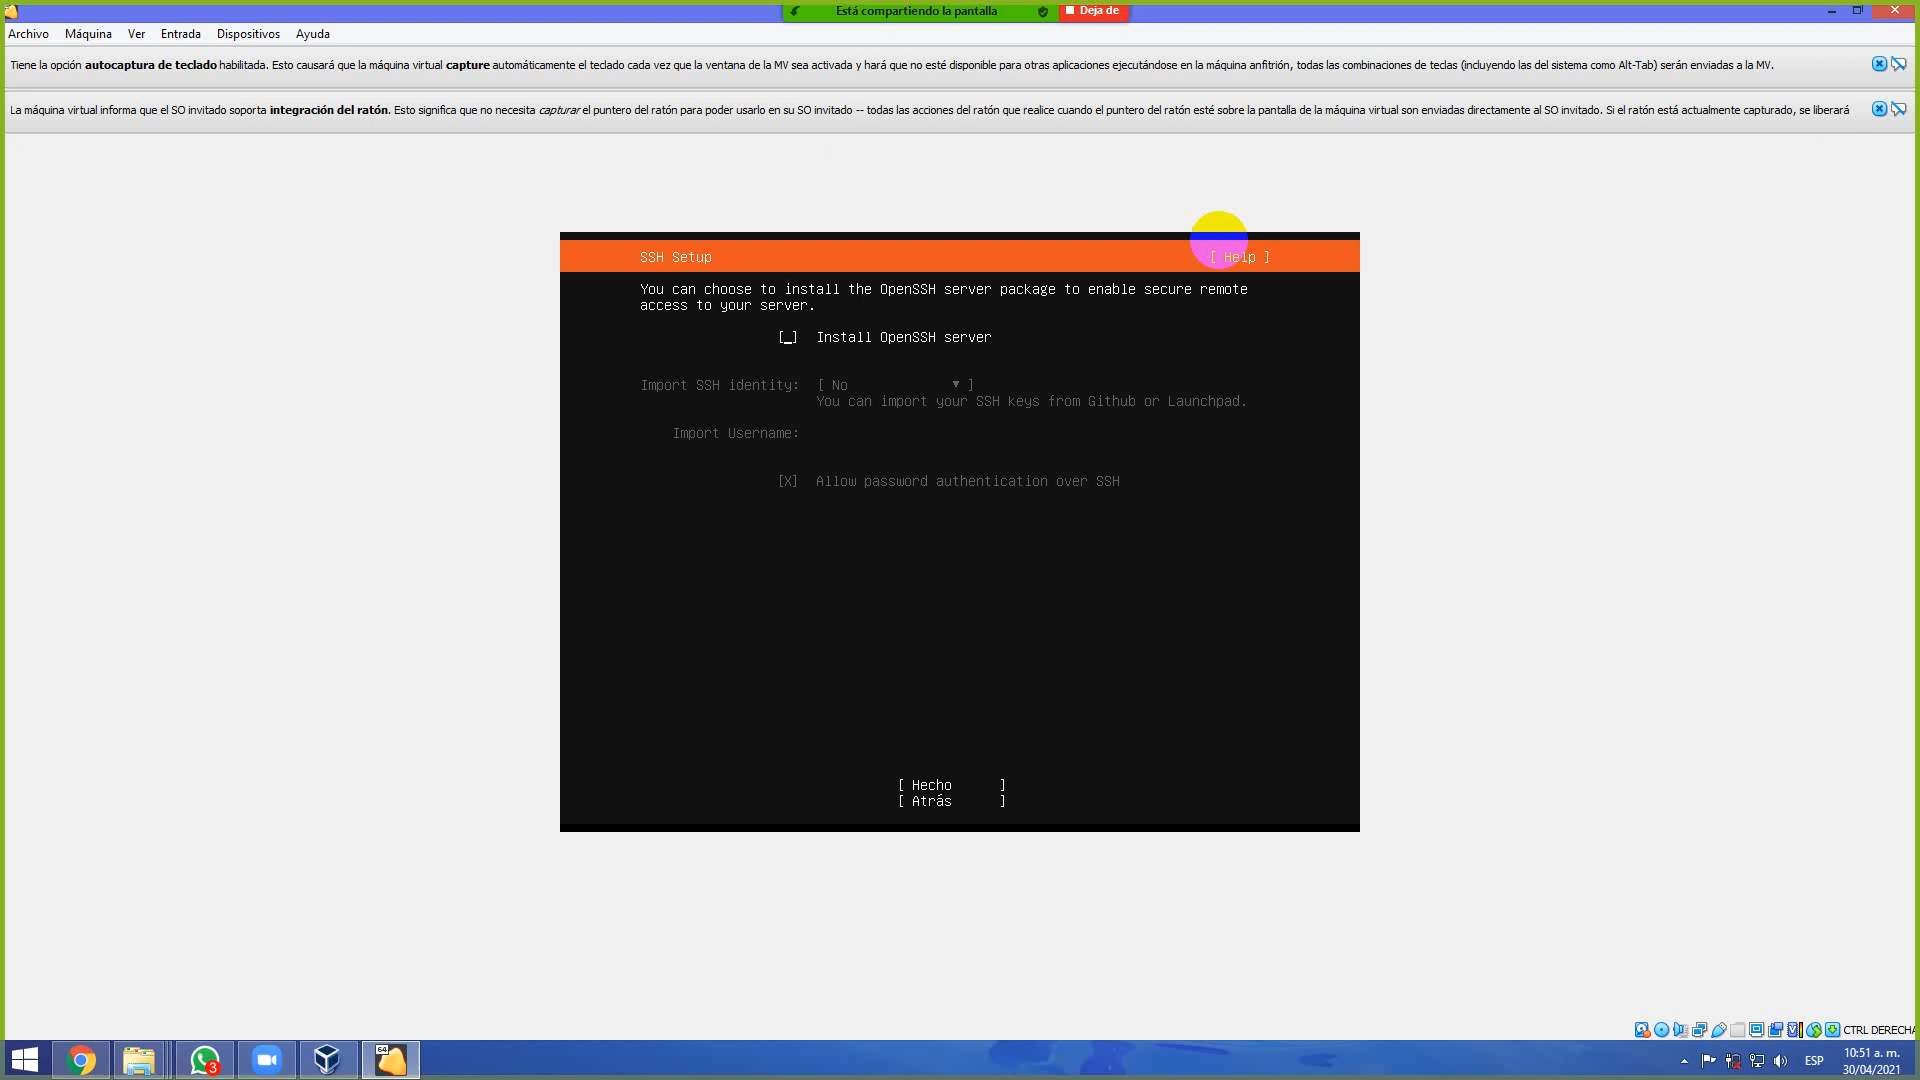 Está compartiendo la pantalla
Deja de
Archivo Máquina Ver Entrada Dispositivos Ayuda
Tiene la opción autocaptura de teclado habilitada. Esto causará que la máquina virtual capture automáticamente el teclado cada vez que la ventana de la MV sea activada y hará que no esté disponible para otras aplicaciones ejecutándose en la máquina anfitrión, todas las combinaciones de teclas (incluyendo las del sistema como Alt-Tab) serán enviadas a la MV.
La máquina virtual informa que el SO invitado soporta integración del ratón. Esto significa que no necesita capturar el puntero del ratón para poder usarlo en su SO invitado -- todas las acciones del ratón que realice cuando el puntero del ratón esté sobre la pantalla de la máquina virtual son enviadas directamente al SO invitado. Si el ratón está actualmente capturado, se liberará
SSH Setup [ Help ]
You can choose to install the OpenSSH server package to enable secure remote
access to your server.
[_] Install OpenSSH server
Import SSH identity: [ No ▾ ]
You can import your SSH keys from Github or Launchpad.
Import Username:
[X] Allow password authentication over SSH
[ Hecho ]
[ Atrás ]
CTRL DERECHA
64
3
ESP
10:51 a. m.
30/04/2021